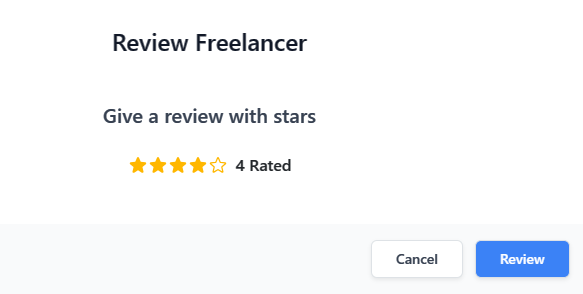 Review Freelancer
Give a review with stars
4 Rated
Cancel
Review